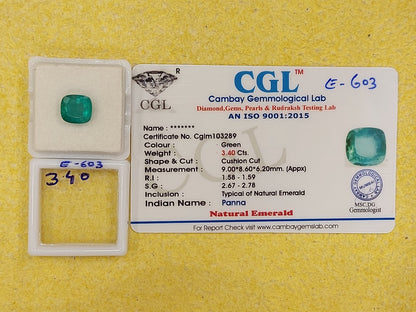 R
CGL
CGL™
E-603
Cambay Gemmological Lab
Diamond,Gems, Pearls & Rudraksh Testing Lab
AN ISO 9001:2015
Name : *******
Certificate No - Cglm103289
Colour : Green
Weight : 3.40 Cts.
Shape & Cut : Cushion Cut
Measurement : 9.00*8.60*6.20mm. (Appx)
R.I : 1.58 - 1.59
S.G : 2.67 - 2.78
Inclusion : Typical of Natural Emerald
Indian Name : Panna
Natural Emerald
MSC.DG
Gemmologist
For Report Check Visit on www.cambaygemslab.com
E-603
340